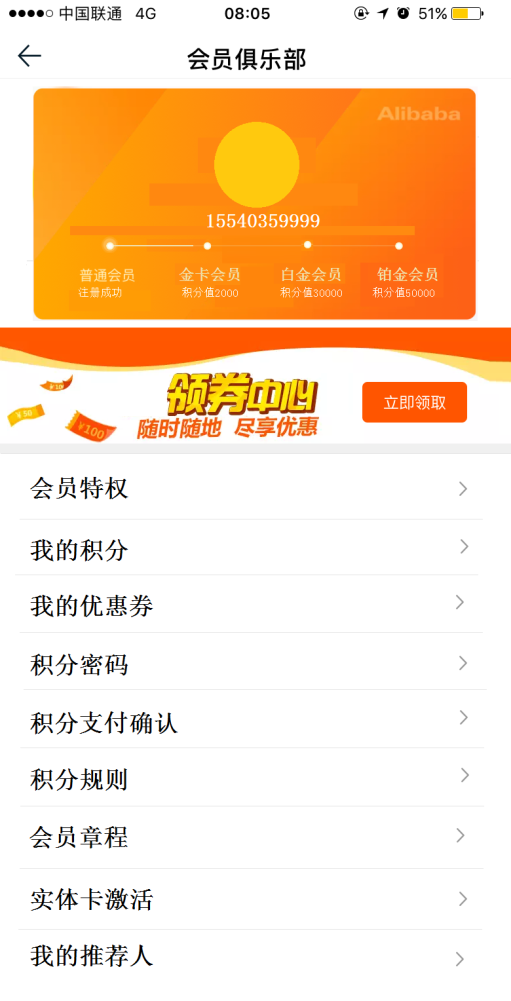 中国联通 4G 08:05 51%
会员俱乐部
Alibaba
15540359999
普通会员 金卡会员 白金会员 铂金会员
注册成功 积分值2000 积分值30000 积分值50000
领券中心
¥10
¥50
¥100
立即领取
随时随地 尽享优惠
会员特权
我的积分
我的优惠券
积分密码
积分支付确认
积分规则
会员章程
实体卡激活
我的推荐人